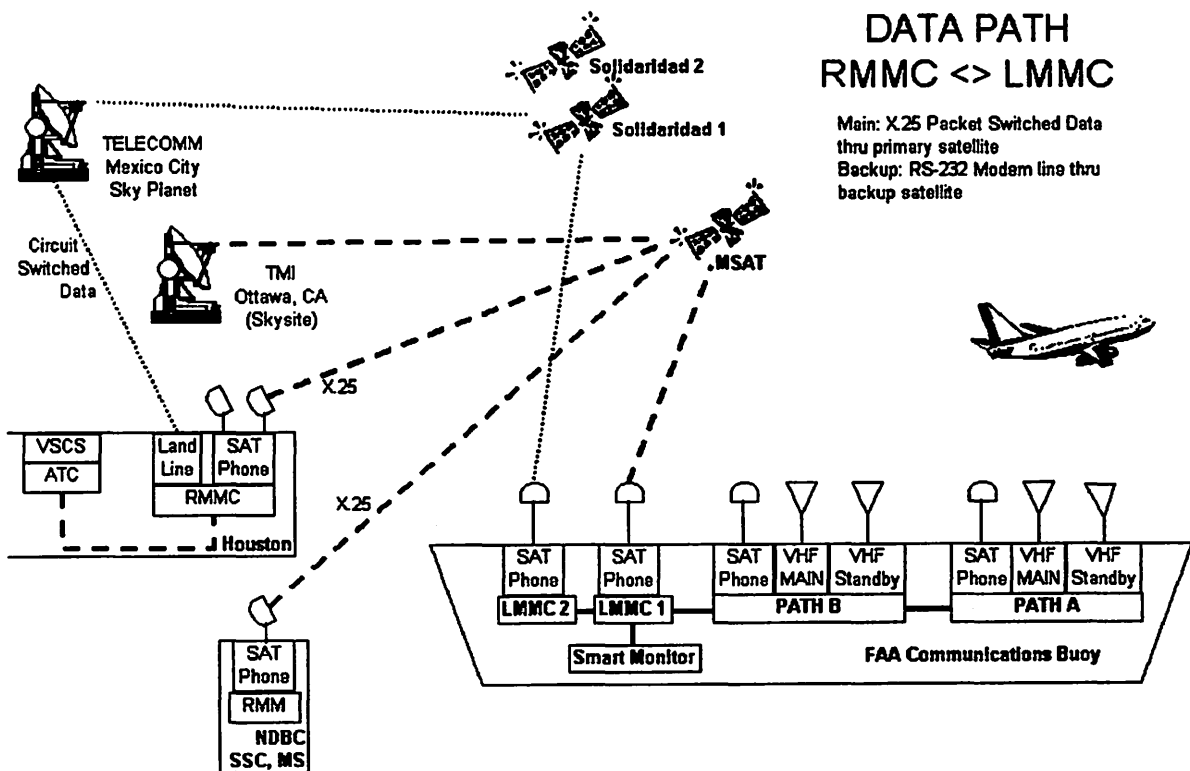 DATA PATH
RMMC <> LMMC
Main: X.25 Packet Switched Data
thru primary satellite
Backup: RS-232 Modem line thru
backup satellite
Solidaridad 2
Solidaridad 1
TELECOMM
Mexico City
Sky Planet
Circuit
Switched
Data
TMI
Ottawa, CA
(Skysite)
MSAT
X.25
X.25
VSCS
ATC
Land
Line
SAT
Phone
RMMC
Houston
SAT
Phone
RMM
NDBC
SSC, MS
SAT
Phone
LMMC 2
SAT
Phone
LMMC 1
Smart Monitor
SAT
Phone
VHF
MAIN
VHF
Standby
PATH B
SAT
Phone
VHF
MAIN
VHF
Standby
PATH A
FAA Communications Buoy